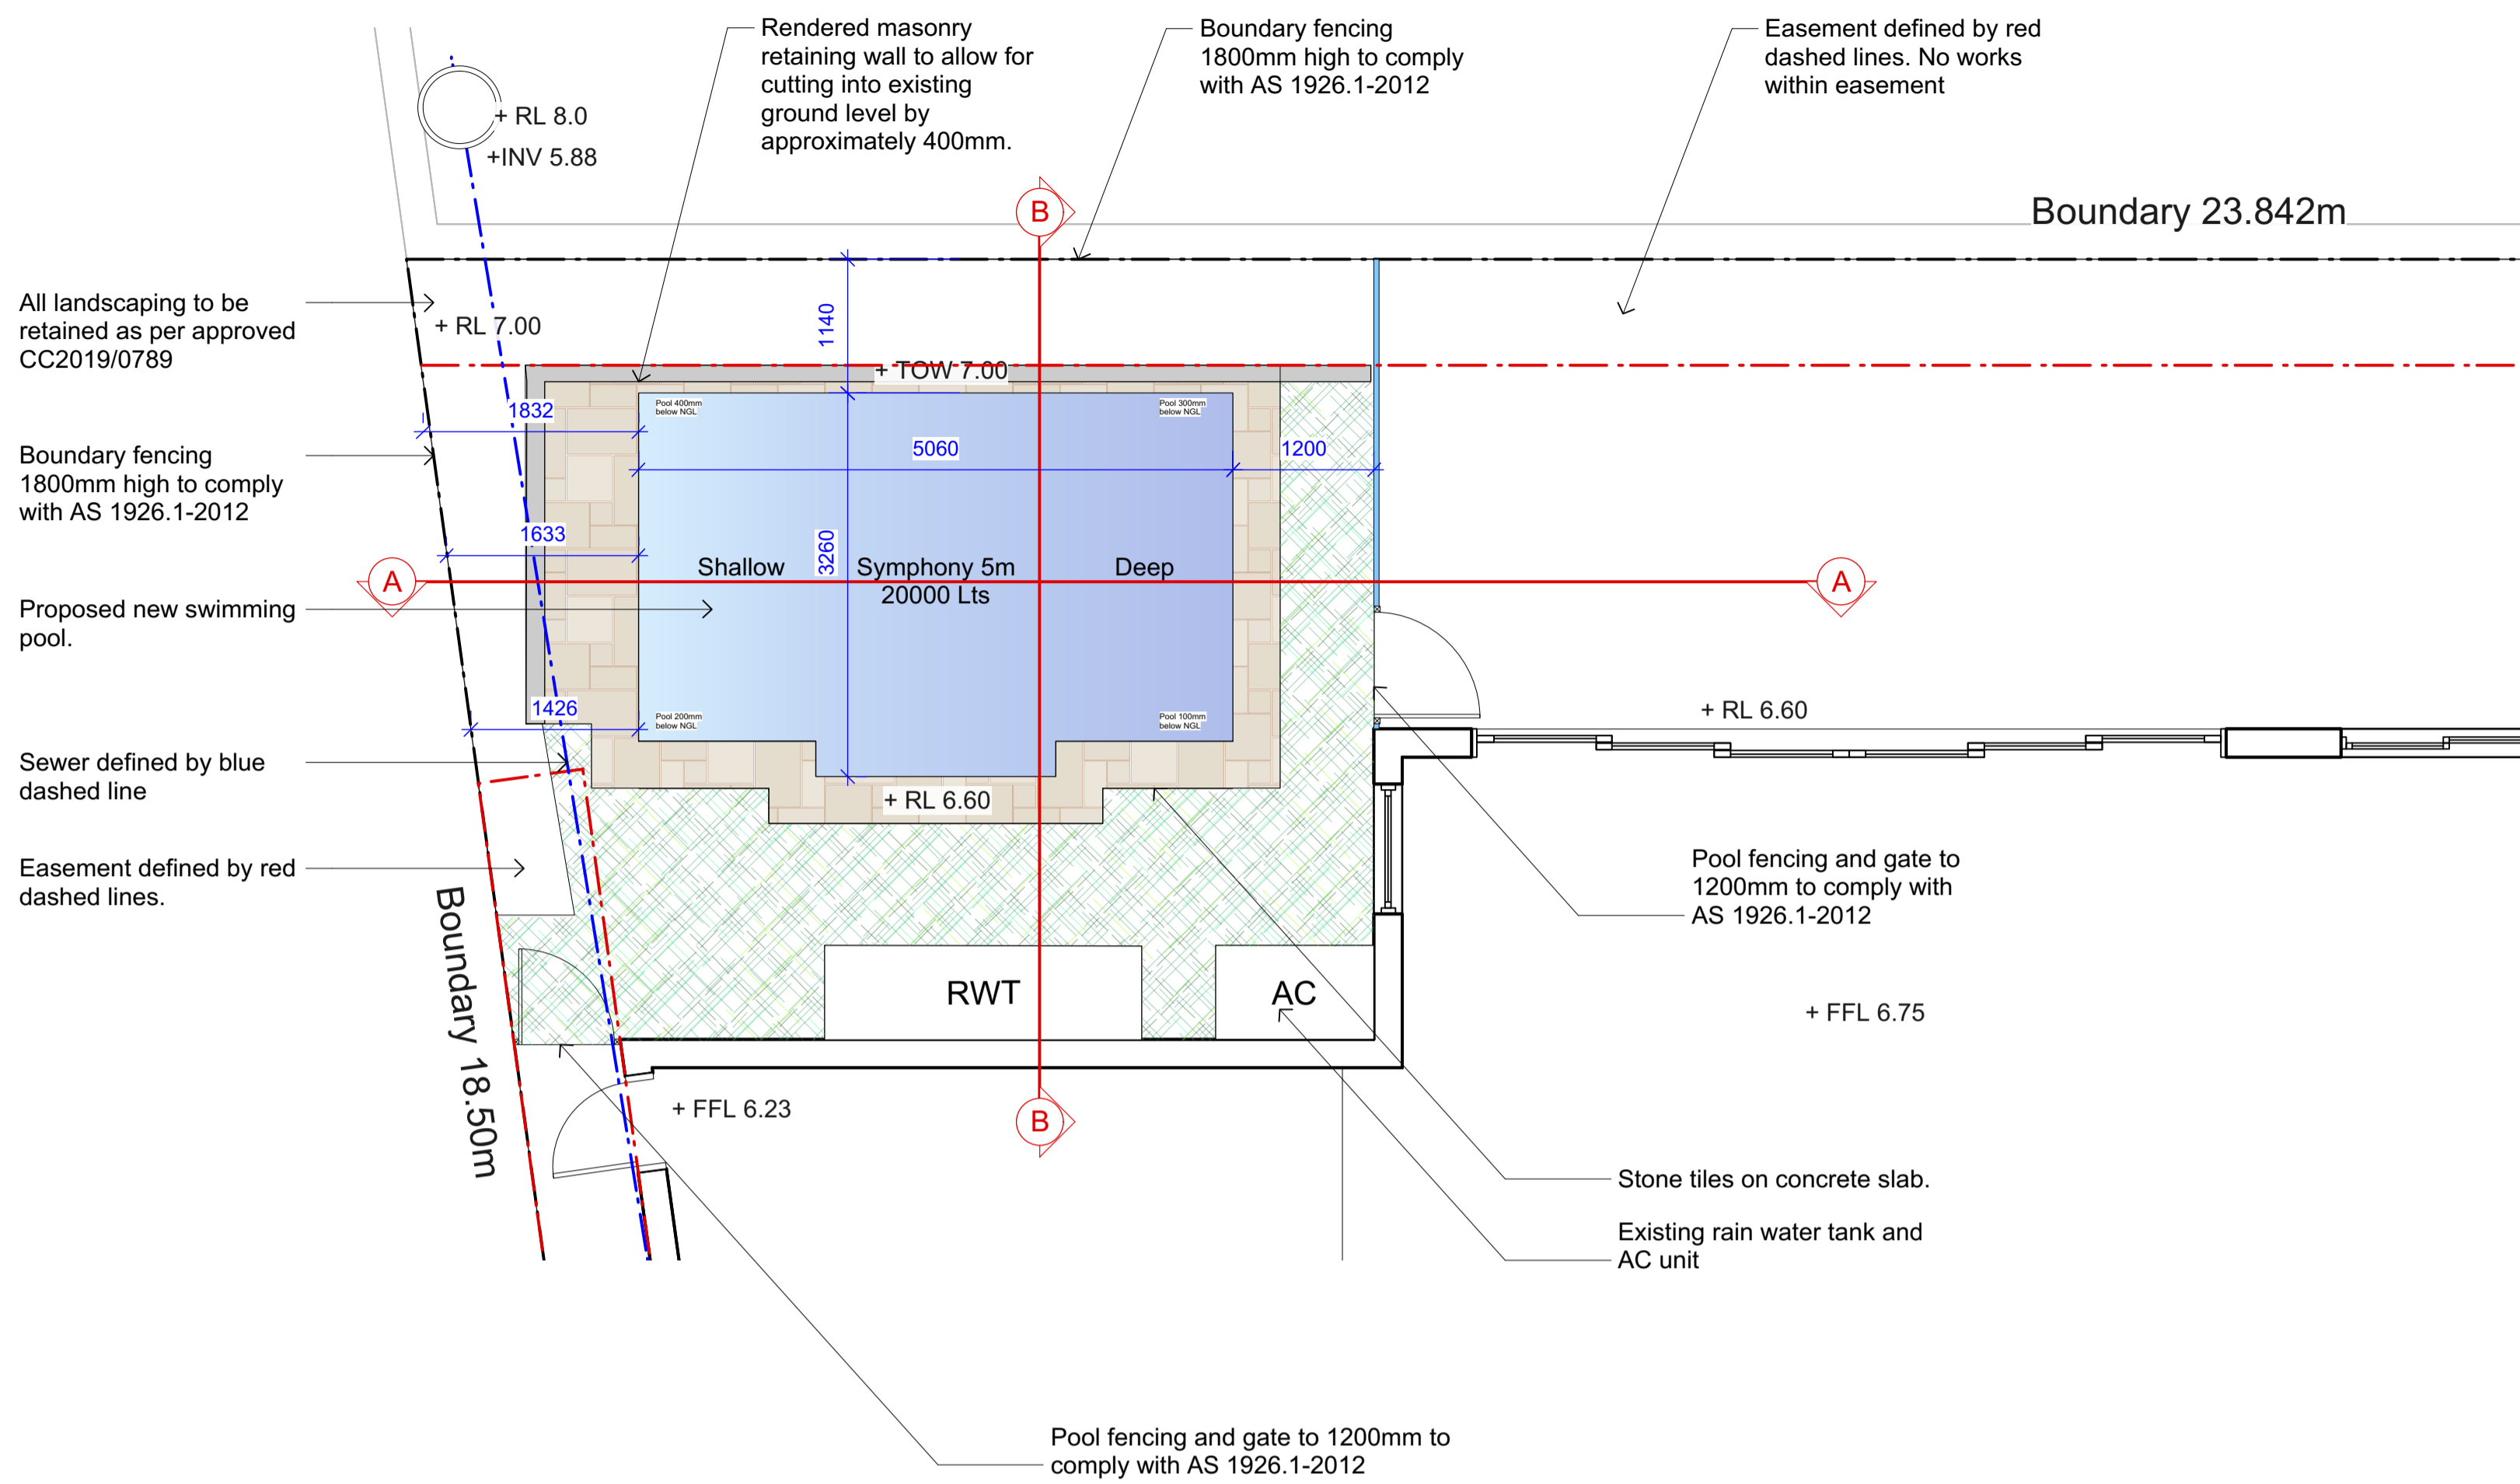 Rendered masonry
retaining wall to allow for
cutting into existing
ground level by
approximately 400mm.
Boundary fencing
1800mm high to comply
with AS 1926.1-2012
Easement defined by red
dashed lines. No works
within easement
+ RL 8.0
+INV 5.88
B
Boundary 23.842m
All landscaping to be
retained as per approved
CC2019/0789
+ RL 7.00
1140
+ TOW 7.00
1832
Pool 400mm
below NGL
Pool 300mm
below NGL
Boundary fencing
1800mm high to comply
with AS 1926.1-2012
5060
1200
1633
3260
Shallow
Symphony 5m
20000 Lts
Deep
A
A
Proposed new swimming
pool.
1426
Pool 200mm
below NGL
Pool 100mm
below NGL
+ RL 6.60
Sewer defined by blue
dashed line
+ RL 6.60
Easement defined by red
dashed lines.
Pool fencing and gate to
1200mm to comply with
AS 1926.1-2012
Boundary 18.50m
RWT
AC
+ FFL 6.75
+ FFL 6.23
B
Stone tiles on concrete slab.
Existing rain water tank and
AC unit
Pool fencing and gate to 1200mm to
comply with AS 1926.1-2012